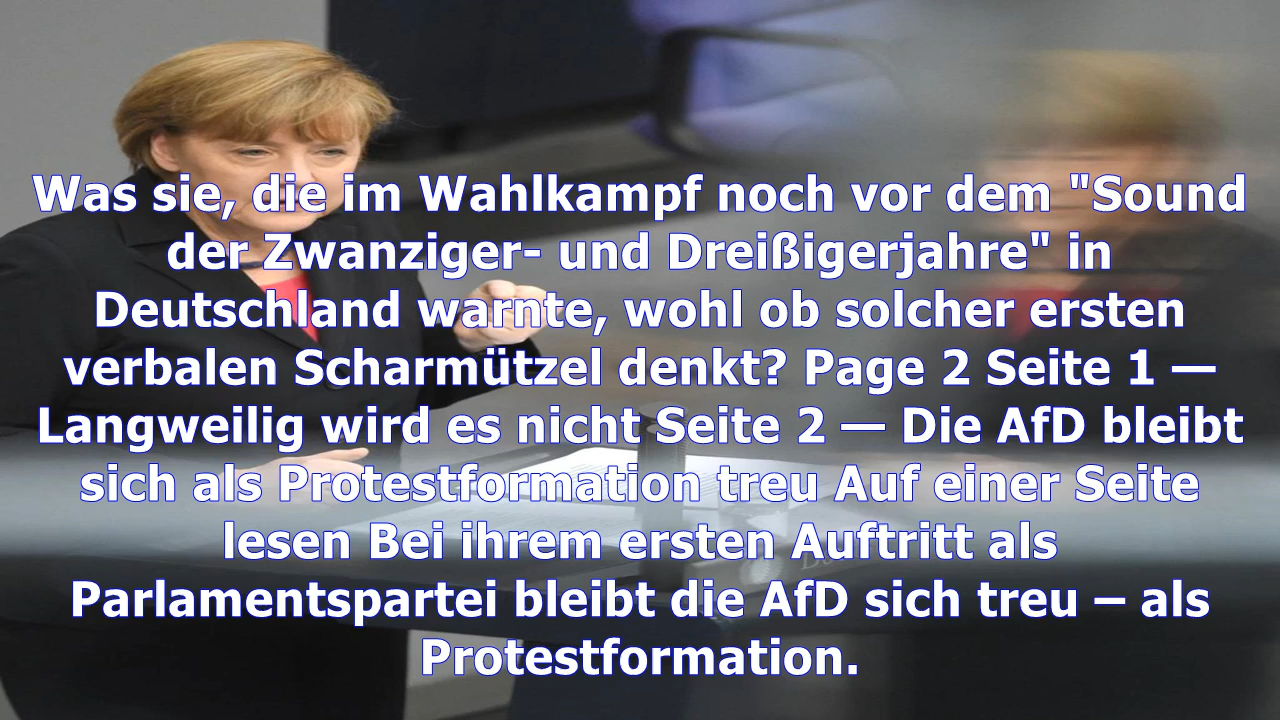 Was sie, die im Wahlkampf noch vor dem "Sound
der Zwanziger- und Dreißigerjahre" in
Deutschland warnte, wohl ob solcher ersten
verbalen Scharmützel denkt? Page 2 Seite 1 —
Langweilig wird es nicht Seite 2 — Die AfD bleibt
sich als Protestformation treu Auf einer Seite
lesen Bei ihrem ersten Auftritt als
Parlamentspartei bleibt die AfD sich treu – als
Protestformation.